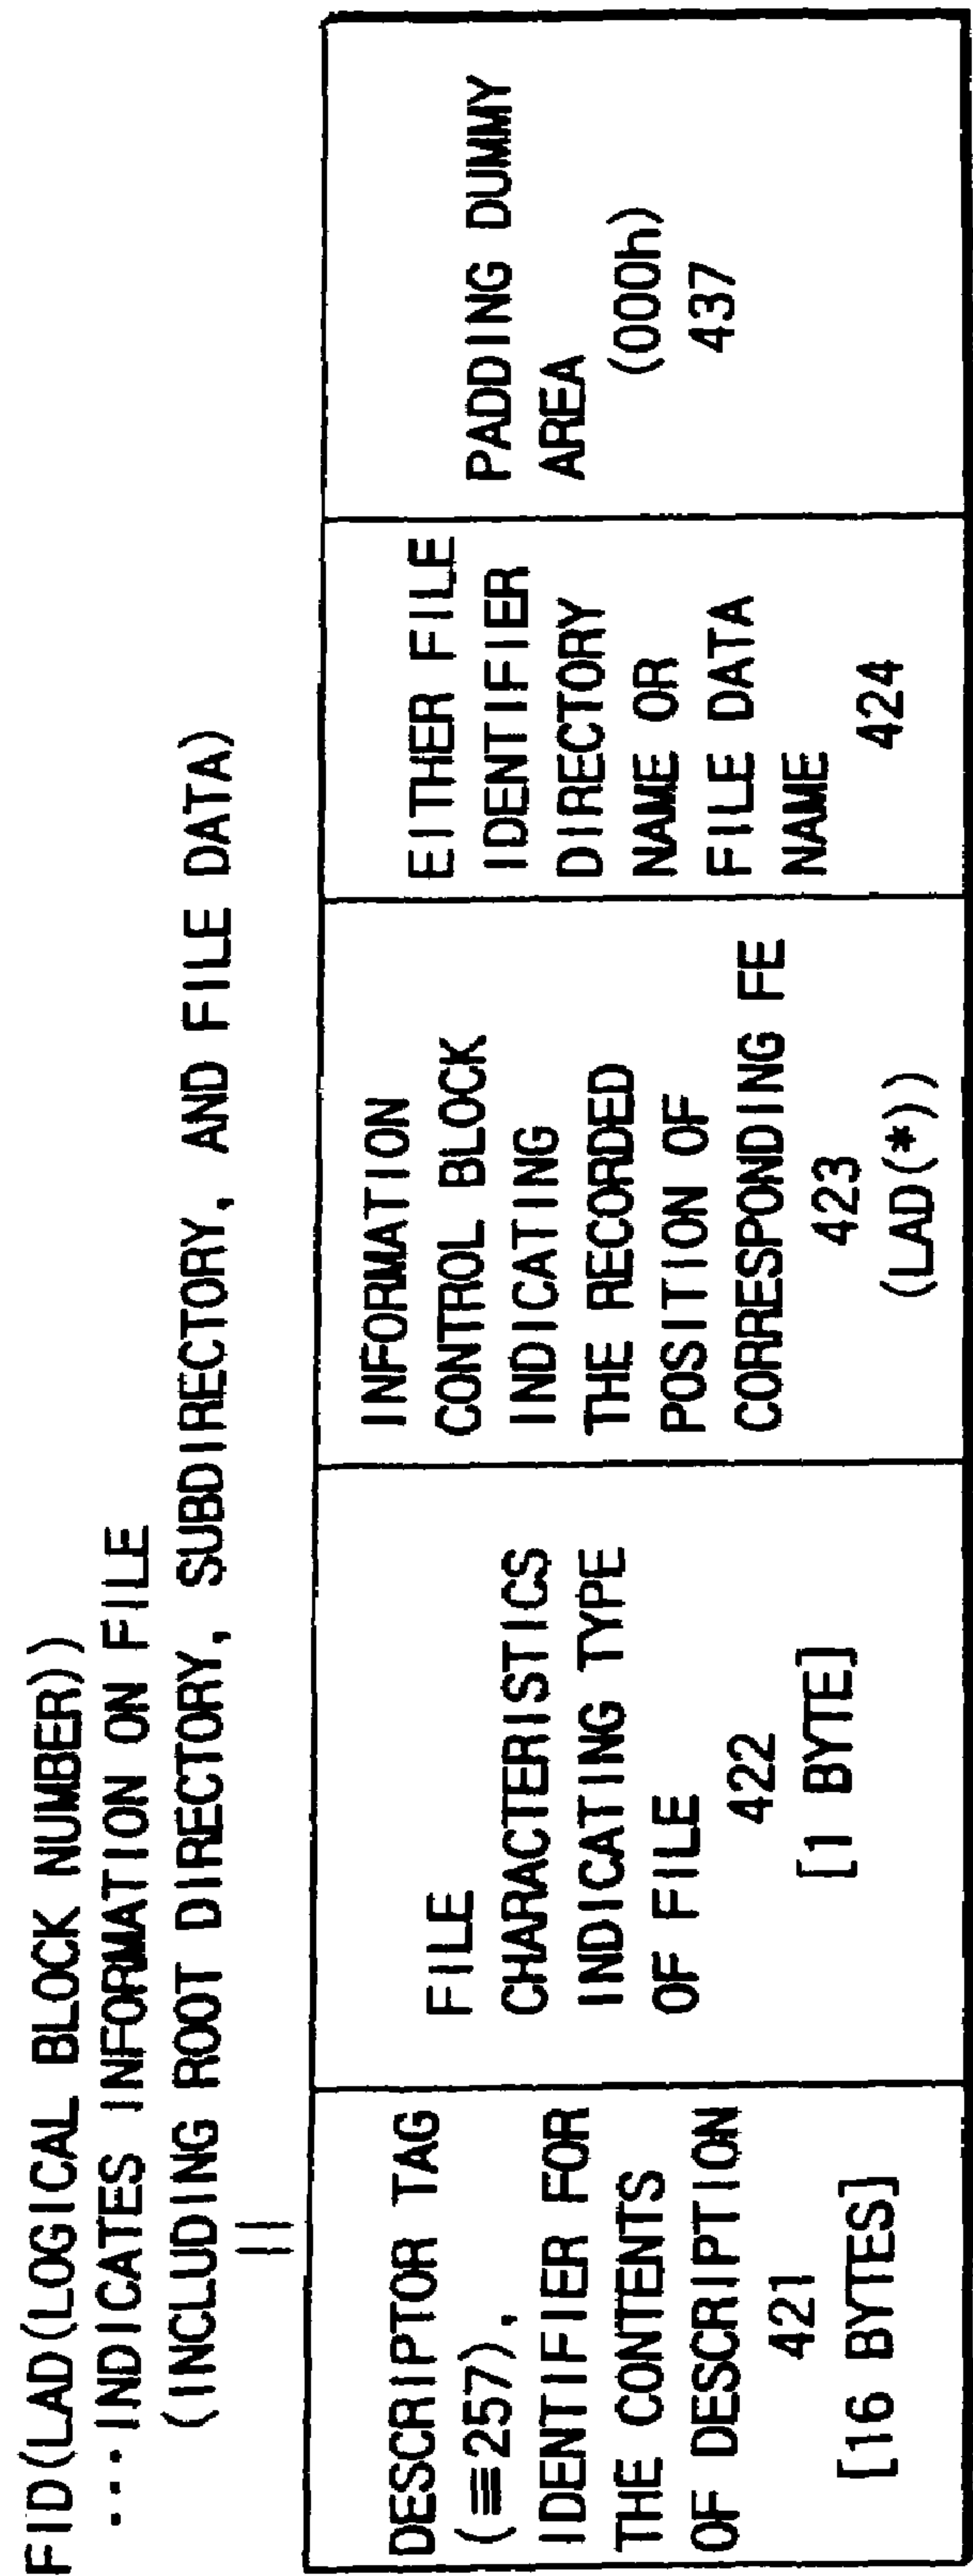 FID(LAD(LOGICAL BLOCK NUMBER))
···INDICATES INFORMATION ON FILE
(INCLUDING ROOT DIRECTORY, SUBDIRECTORY, AND FILE DATA)
||
DESCRIPTOR TAG
(≡257),
IDENTIFIER FOR
THE CONTENTS
OF DESCRIPTION
421
[16 BYTES]
FILE
CHARACTERISTICS
INDICATING TYPE
OF FILE
422
[1 BYTE]
INFORMATION
CONTROL BLOCK
INDICATING
THE RECORDED
POSITION OF
CORRESPONDING FE
423
(LAD(*))
EITHER FILE
IDENTIFIER
DIRECTORY
NAME OR
FILE DATA
NAME
424
PADDING DUMMY
AREA
(000h)
437